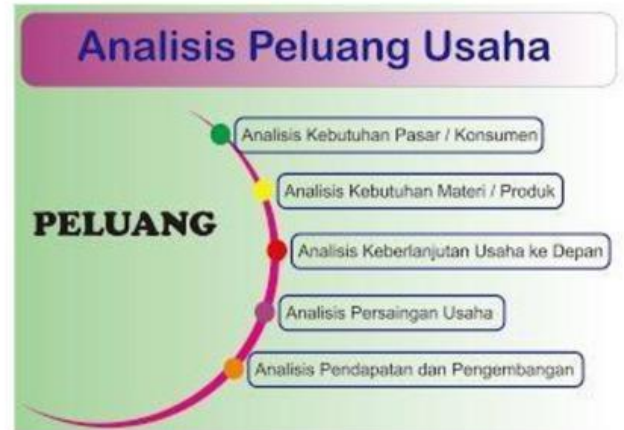 Analisis Peluang Usaha
PELUANG
Analisis Kebutuhan Pasar / Konsumen
Analisis Kebutuhan Materi / Produk
Analisis Keberlanjutan Usaha ke Depan
Analisis Persaingan Usaha
Analisis Pendapatan dan Pengembangan